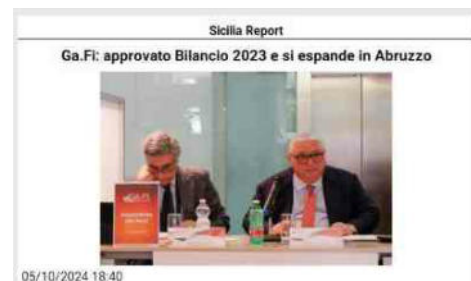 Sicilia Report
Ga.Fi: approvato Bilancio 2023 e si espande in Abruzzo
05/10/2024 18:40